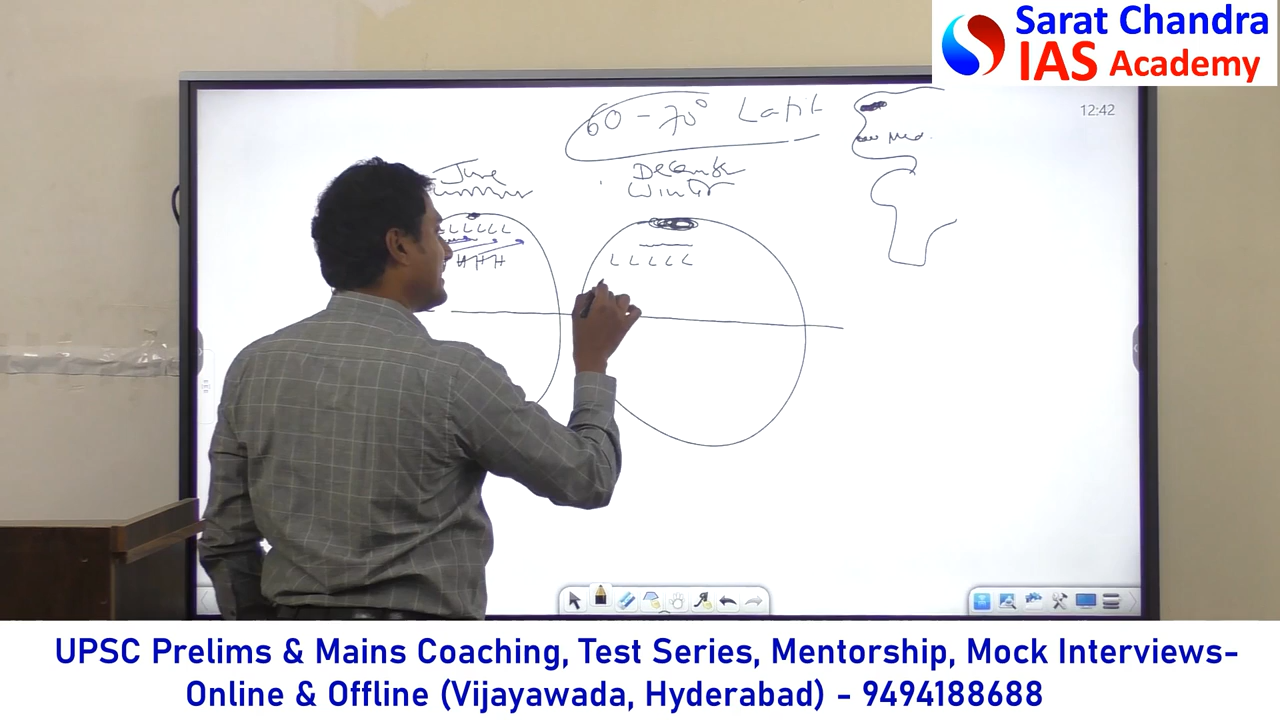 Sarat Chandra
IAS Academy
12:42
60-70° Latit
June
Summer
December
Winter
LLLLLL
HHH
LLLLL
UPSC Prelims & Mains Coaching, Test Series, Mentorship, Mock Interviews-
Online & Offline (Vijayawada, Hyderabad) - 9494188688